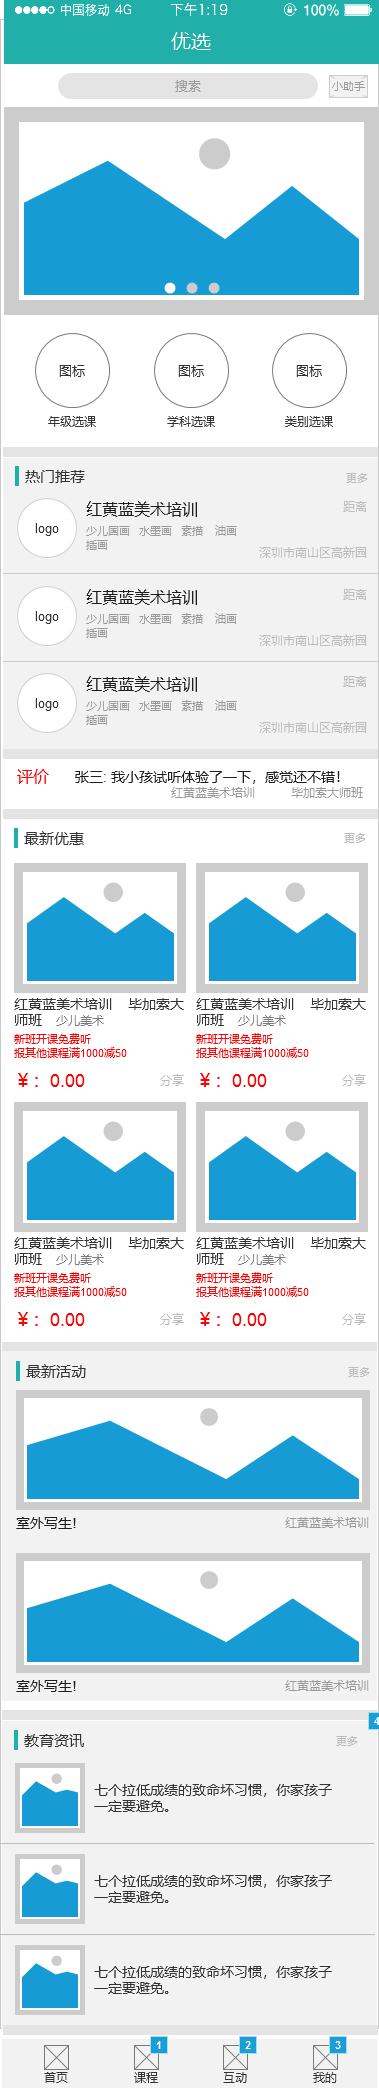 中国移动 4G 下午1:19 100%
优选
搜索 小助手
图标 图标 图标
年级选课 学科选课 类别选课
热门推荐 更多
logo 红黄蓝美术培训 距离
少儿国画 水墨画 素描 油画
插画 深圳市南山区高新园
logo 红黄蓝美术培训 距离
少儿国画 水墨画 素描 油画
插画 深圳市南山区高新园
logo 红黄蓝美术培训 距离
少儿国画 水墨画 素描 油画
插画 深圳市南山区高新园
评价 张三: 我小孩试听体验了一下，感觉还不错！
红黄蓝美术培训 毕加索大师班
最新优惠 更多
红黄蓝美术培训 毕加索大
师班 少儿美术
新班开课免费听
报其他课程满1000减50
¥： 0.00 分享
红黄蓝美术培训 毕加索大
师班 少儿美术
新班开课免费听
报其他课程满1000减50
¥： 0.00 分享
红黄蓝美术培训 毕加索大
师班 少儿美术
新班开课免费听
报其他课程满1000减50
¥： 0.00 分享
红黄蓝美术培训 毕加索大
师班 少儿美术
新班开课免费听
报其他课程满1000减50
¥： 0.00 分享
最新活动 更多
室外写生！ 红黄蓝美术培训
室外写生！ 红黄蓝美术培训
4
教育资讯 更多
七个拉低成绩的致命坏习惯，你家孩子
一定要避免。
七个拉低成绩的致命坏习惯，你家孩子
一定要避免。
七个拉低成绩的致命坏习惯，你家孩子
一定要避免。
1 2 3
首页 课程 互动 我的